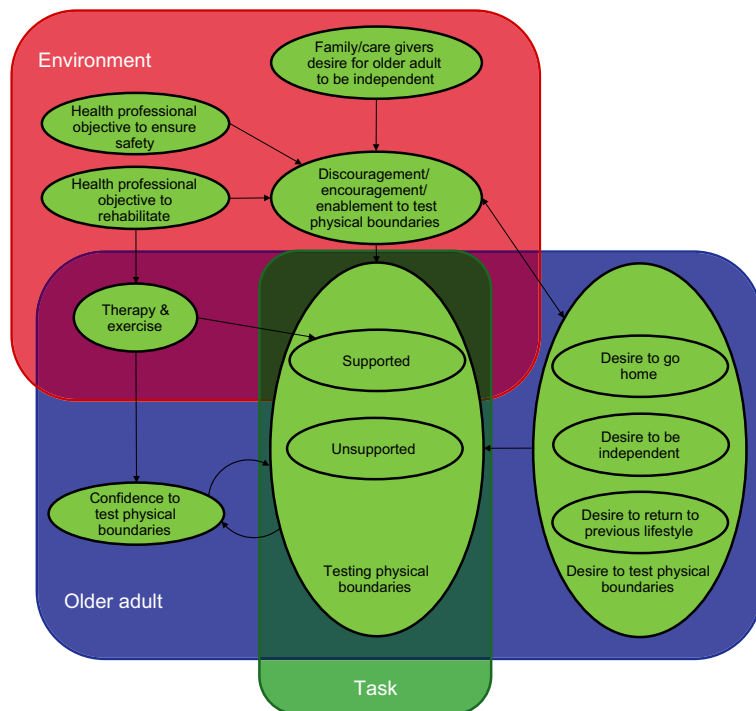 Environment
Family/care givers
desire for older adult
to be independent
Health professional
objective to ensure
safety
Health professional
objective to
rehabilitate
Discouragement/
encouragement/
enablement to test
physical boundaries
Therapy &
exercise
Supported
Desire to go
home
Unsupported
Desire to be
independent
Confidence to
test physical
boundaries
Desire to return to
previous lifestyle
Testing physical
boundaries
Desire to test physical
boundaries
Older adult
Task